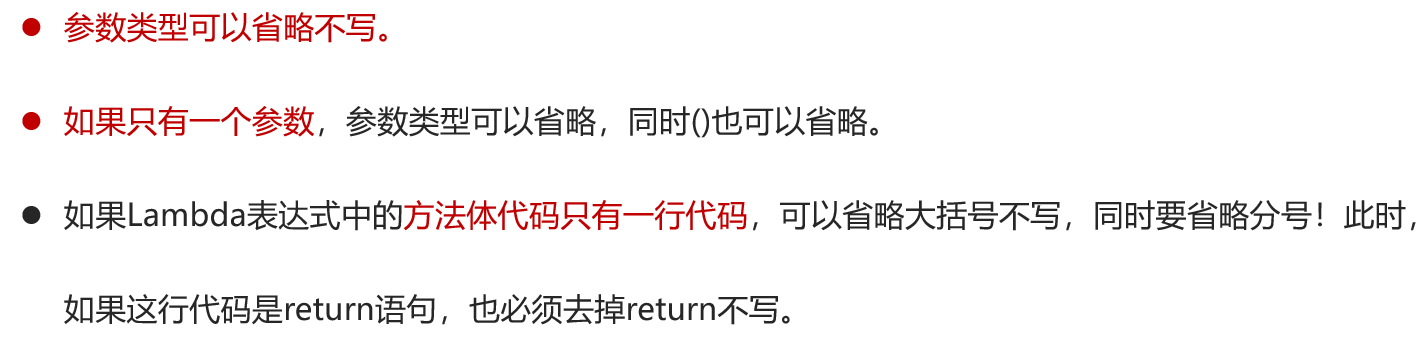 ● 参数类型可以省略不写。
● 如果只有一个参数，参数类型可以省略，同时()也可以省略。
● 如果Lambda表达式中的方法体代码只有一行代码，可以省略大括号不写，同时要省略分号！此时，
如果这行代码是return语句，也必须去掉return不写。